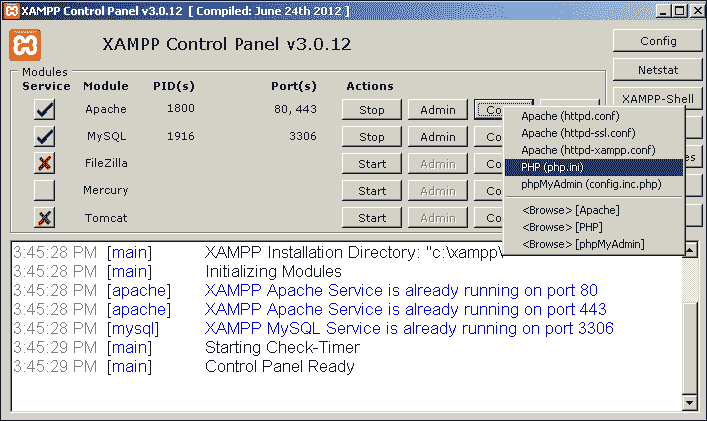 XAMPP Control Panel v3.0.12 [ Compiled: June 24th 2012 ]
XAMPP Control Panel v3.0.12
Config
Netstat
XAMPP-Shell
Modules
Service Module PID(s) Port(s) Actions
Apache 1800 80, 443 Stop Admin
MySQL 1916 3306 Stop Admin
FileZilla Start Admin
Mercury Start Admin
Tomcat Start Admin
Apache (httpd.conf)
Apache (httpd-ssl.conf)
Apache (httpd-xampp.conf)
PHP (php.ini)
phpMyAdmin (config.inc.php)
<Browse> [Apache]
<Browse> [PHP]
<Browse> [phpMyAdmin]
3:45:28 PM [main] XAMPP Installation Directory: "c:\xampp\
3:45:28 PM [main] Initializing Modules
3:45:28 PM [apache] XAMPP Apache Service is already running on port 80
3:45:28 PM [apache] XAMPP Apache Service is already running on port 443
3:45:28 PM [mysql] XAMPP MySQL Service is already running on port 3306
3:45:29 PM [main] Starting Check-Timer
3:45:29 PM [main] Control Panel Ready